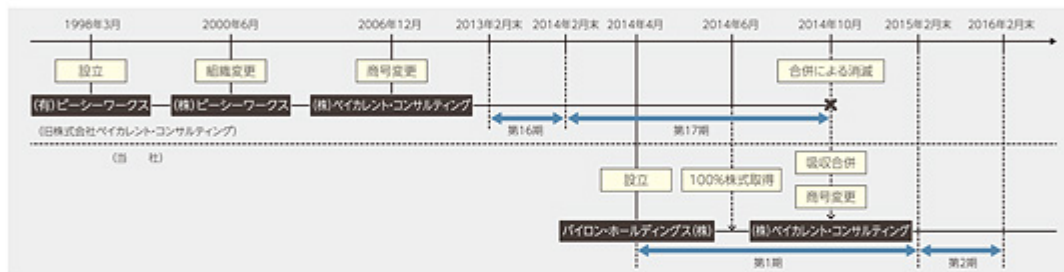 1998年3月 2000年6月 2006年12月 2013年2月末 2014年2月末 2014年4月 2014年6月 2014年10月 2015年2月末 2016年2月末
設立 組織変更 商号変更 合併による消滅
(有)ピーシーワークス (株)ピーシーワークス (株)ベイカレント・コンサルティング
(旧株式会社ベイカレント・コンサルティング) 第16期 第17期
(当 社)
吸収合併
設立 100%株式取得
商号変更
バイロン・ホールディングス(株) (株)ベイカレント・コンサルティング
第1期 第2期